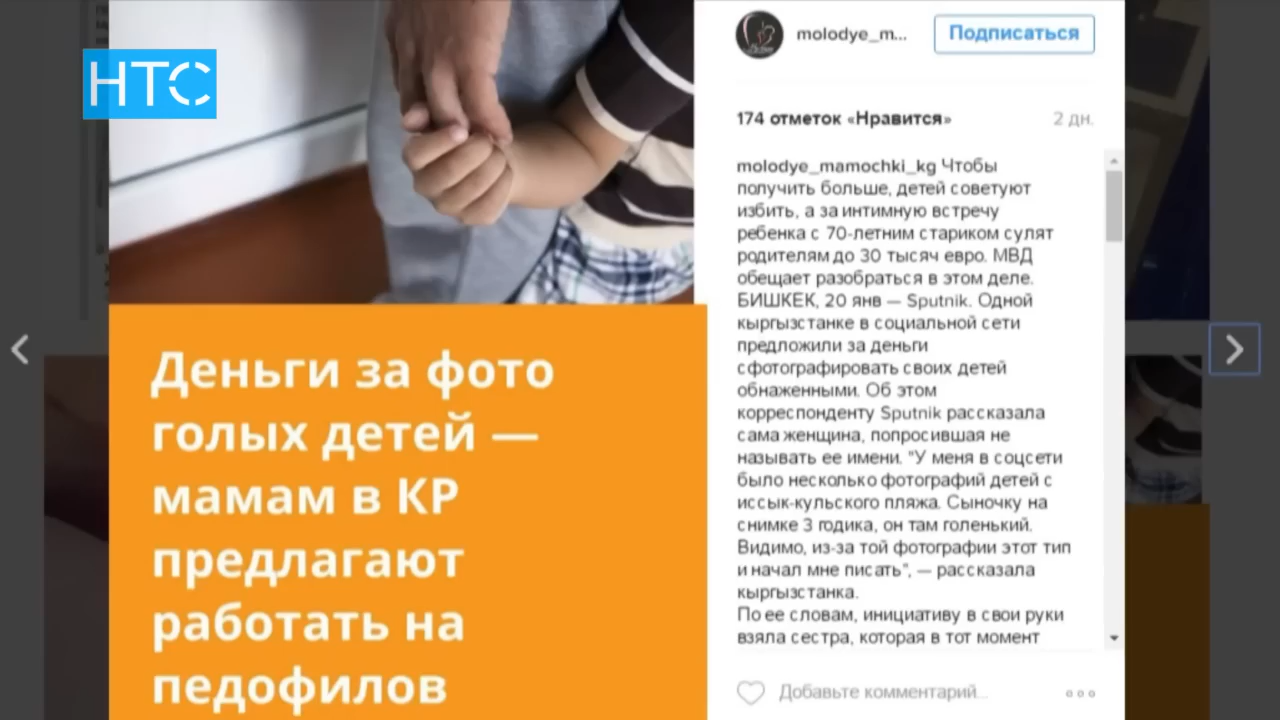 НТС
molodye_m...
Подписаться
174 отметок «Нравится»
2 дн.
molodye_mamochki_kg Чтобы
получить больше, детей советуют
избить, а за интимную встречу
ребенка с 70-летним стариком сулят
родителям до 30 тысяч евро. МВД
обещает разобраться в этом деле.
БИШКЕК, 20 янв — Sputnik. Одной
кыргызстанке в социальной сети
предложили за деньги
сфотографировать своих детей
обнаженными. Об этом
корреспонденту Sputnik рассказала
сама женщина, попросившая не
называть ее имени. "У меня в соцсети
было несколько фотографий детей с
иссык-кульского пляжа. Сыночку на
снимке 3 годика, он там голенький.
Видимо, из-за той фотографии этот тип
и начал мне писать", — рассказала
кыргызстанка.
По ее словам, инициативу в свои руки
взяла сестра, которая в тот момент
Добавьте комментарий...
Деньги за фото
голых детей —
мамам в КР
предлагают
работать на
педофилов